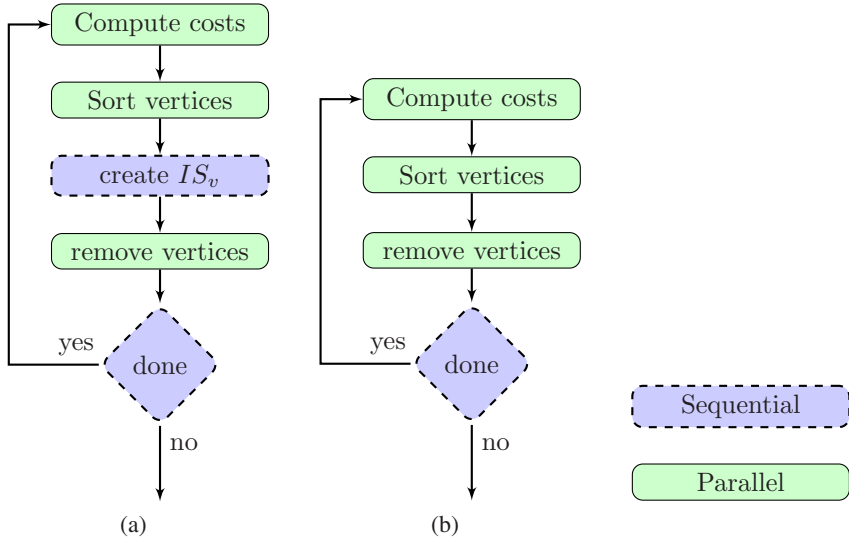 Compute costs
Sort vertices
create IS_v
remove vertices
yes
done
no
(a)
Compute costs
Sort vertices
remove vertices
yes
done
no
(b)
Sequential
Parallel